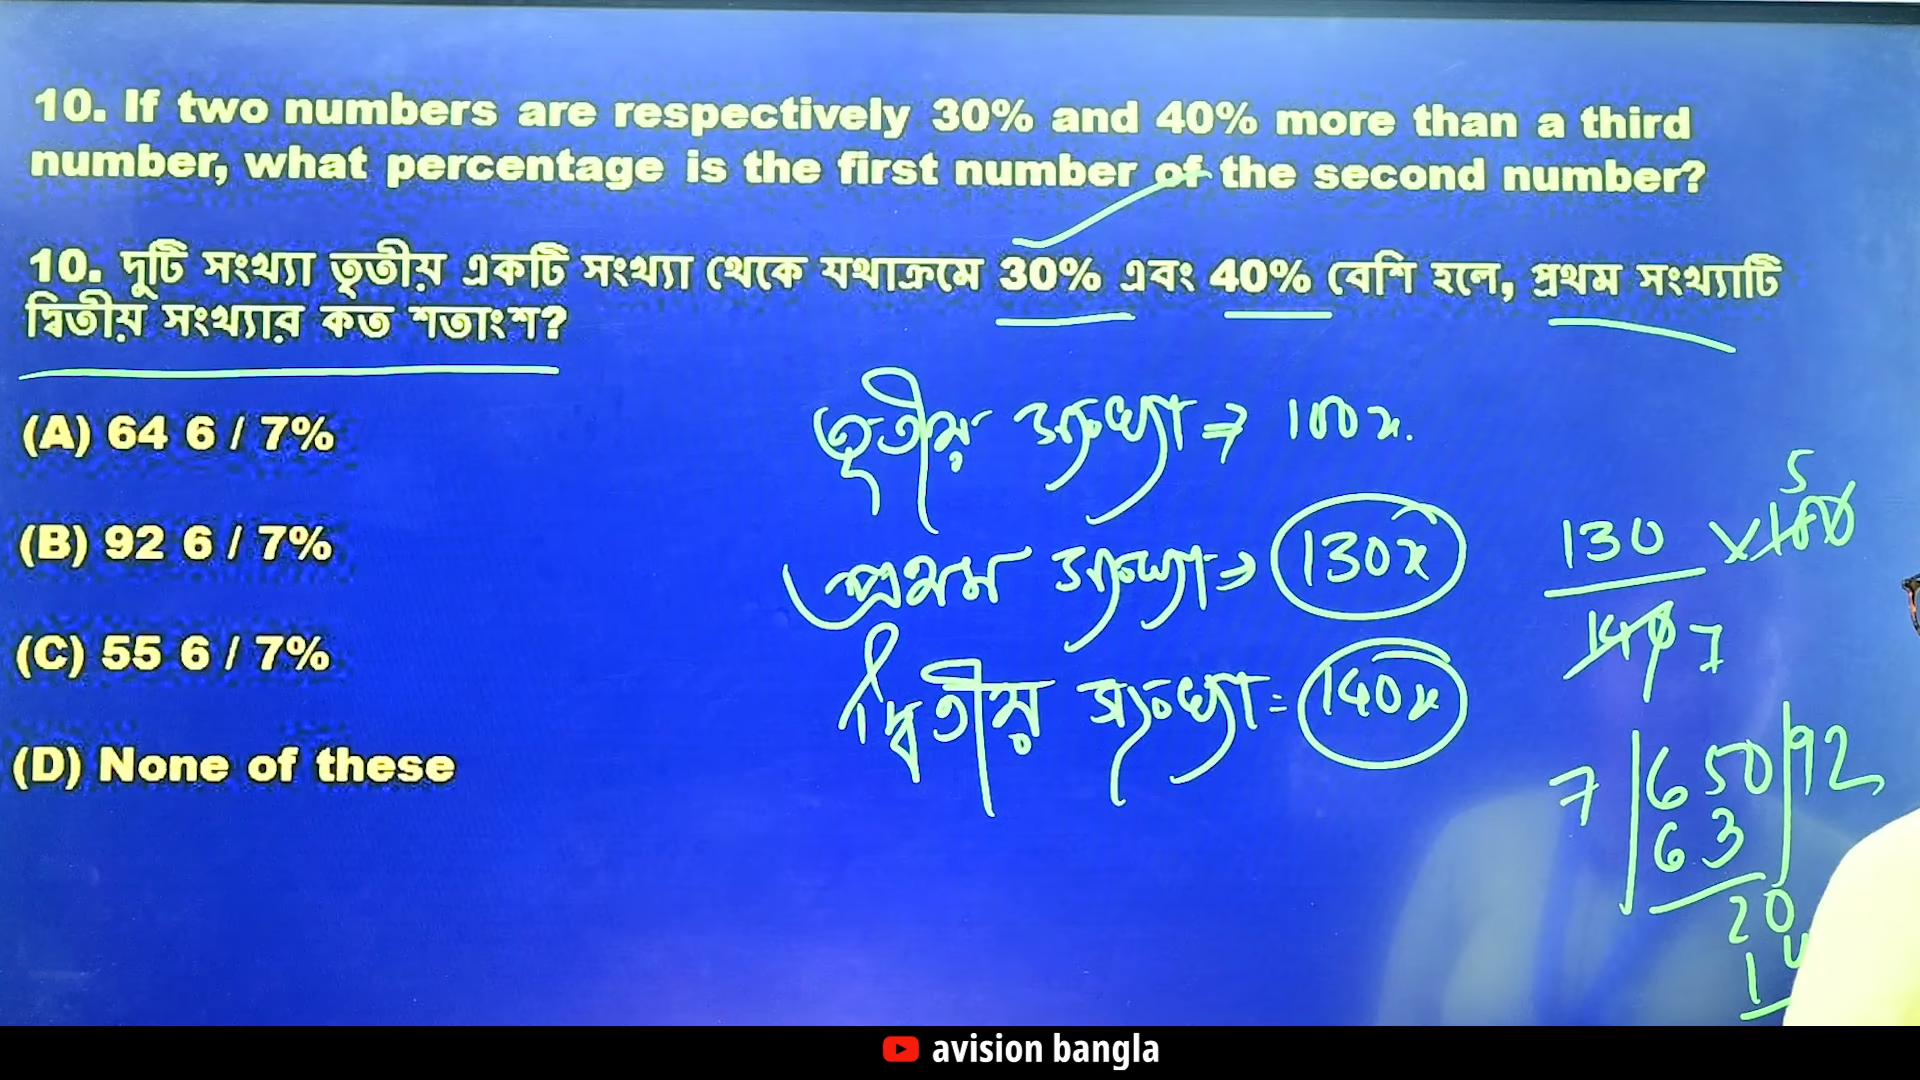 10. If two numbers are respectively 30% and 40% more than a third
number, what percentage is the first number of the second number?
10. দুটি সংখ্যা তৃতীয় একটি সংখ্যা থেকে যথাক্রমে 30% এবং 40% বেশি হলে, প্রথম সংখ্যাটি
দ্বিতীয় সংখ্যার কত শতাংশ?
(A) 64 6 / 7%
(B) 92 6 / 7%
(C) 55 6 / 7%
(D) None of these
তৃতীয় সংখ্যা ⇒ 100x.
প্রথম সংখ্যা ⇒ 130x
দ্বিতীয় সংখ্যা = 140x
5
130 x 100
140 7
7 | 650 | 92
63
20
14
avision bangla